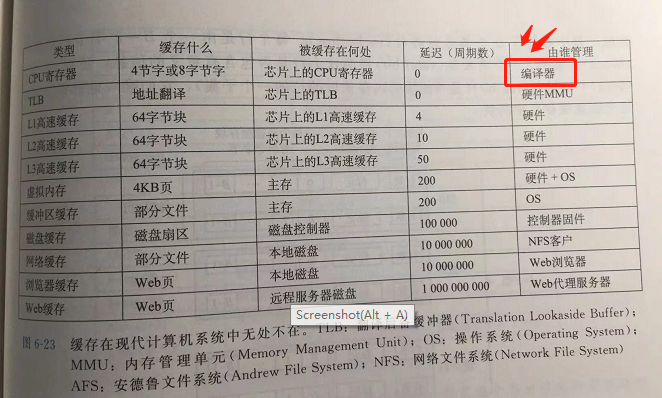 类型 缓存什么 被缓存在何处 延迟（周期数） 由谁管理
CPU寄存器 4字节或8字节字 芯片上的CPU寄存器 0 编译器
TLB 地址翻译 芯片上的TLB 0 硬件MMU
L1高速缓存 64字节块 芯片上的L1高速缓存 4 硬件
L2高速缓存 64字节块 芯片上的L2高速缓存 10 硬件
L3高速缓存 64字节块 芯片上的L3高速缓存 50 硬件
虚拟内存 4KB页 主存 200 硬件 + OS
缓冲区缓存 部分文件 主存 200 OS
磁盘缓存 磁盘扇区 磁盘控制器 100 000 控制器固件
网络缓存 部分文件 本地磁盘 10 000 000 NFS客户
浏览器缓存 Web页 本地磁盘 10 000 000 Web浏览器
Web缓存 Web页 远程服务器磁盘 1 000 000 000 Web代理服务器
Screenshot(Alt + A)
图 6-23 缓存在现代计算机系统中无处不在。TLB：翻译后备缓冲器(Translation Lookaside Buffer)；
MMU：内存管理单元(Memory Management Unit)；OS：操作系统(Operating System)；
AFS：安德鲁文件系统(Andrew File System)；NFS：网络文件系统(Network File System)